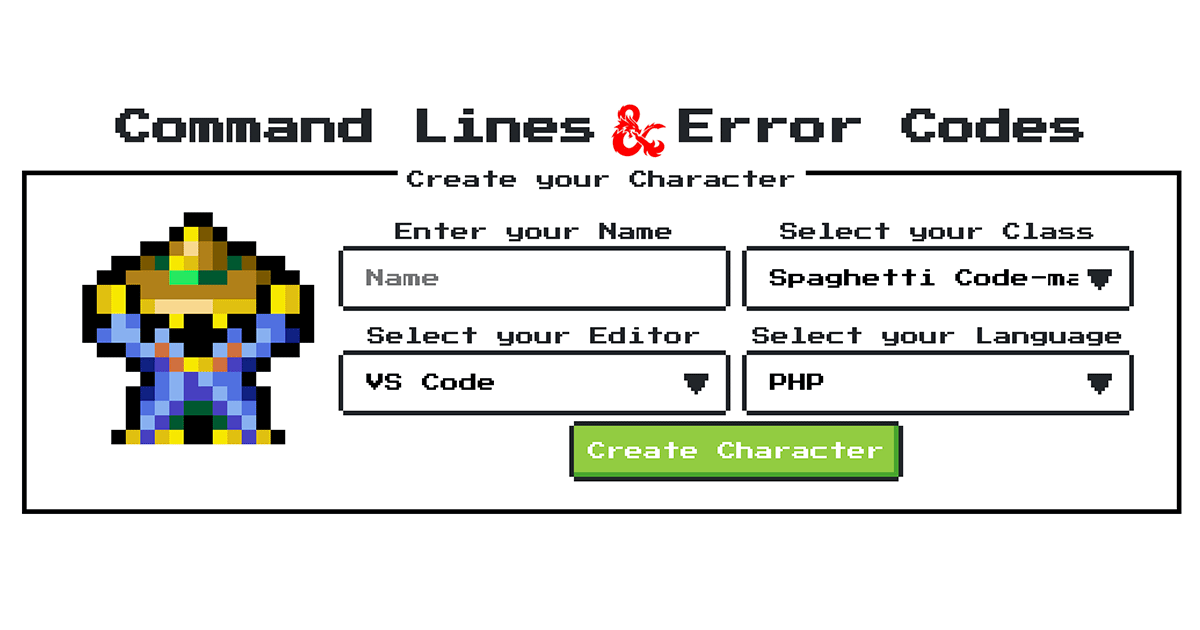 Command Lines & Error Codes
Create your Character
Enter your Name
Select your Class
Name
Spaghetti Code-ma
Select your Editor
Select your Language
VS Code
PHP
Create Character